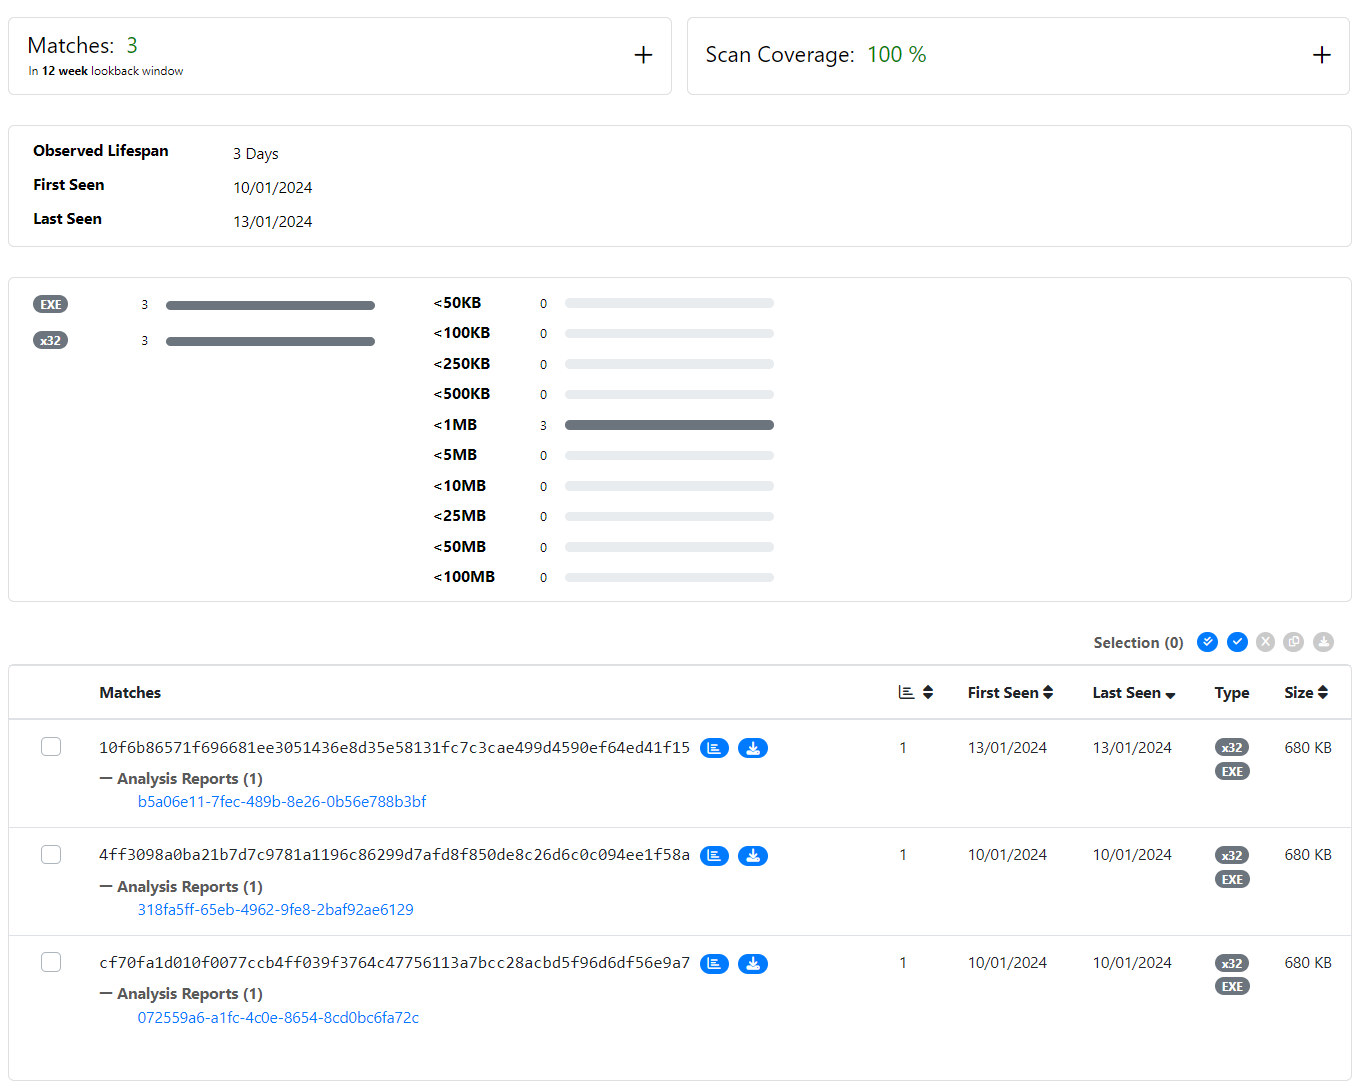 Matches: 3
In 12 week lookback window
Scan Coverage: 100 %
Observed Lifespan 3 Days
First Seen 10/01/2024
Last Seen 13/01/2024
EXE 3
x32 3
<50KB 0
<100KB 0
<250KB 0
<500KB 0
<1MB 3
<5MB 0
<10MB 0
<25MB 0
<50MB 0
<100MB 0
Selection (0)
Matches First Seen Last Seen Type Size
10f6b86571f696681ee3051436e8d35e58131fc7c3cae499d4590ef64ed41f15 1 13/01/2024 13/01/2024 x32 680 KB
EXE
Analysis Reports (1)
b5a06e11-7fec-489b-8e26-0b56e788b3bf
4ff3098a0ba21b7d7c9781a1196c86299d7afd8f850de8c26d6c0c094ee1f58a 1 10/01/2024 10/01/2024 x32 680 KB
EXE
Analysis Reports (1)
318fa5ff-65eb-4962-9fe8-2baf92ae6129
cf70fa1d010f0077ccb4ff039f3764c47756113a7bcc28acbd5f96d6df56e9a7 1 10/01/2024 10/01/2024 x32 680 KB
EXE
Analysis Reports (1)
072559a6-a1fc-4c0e-8654-8cd0bc6fa72c